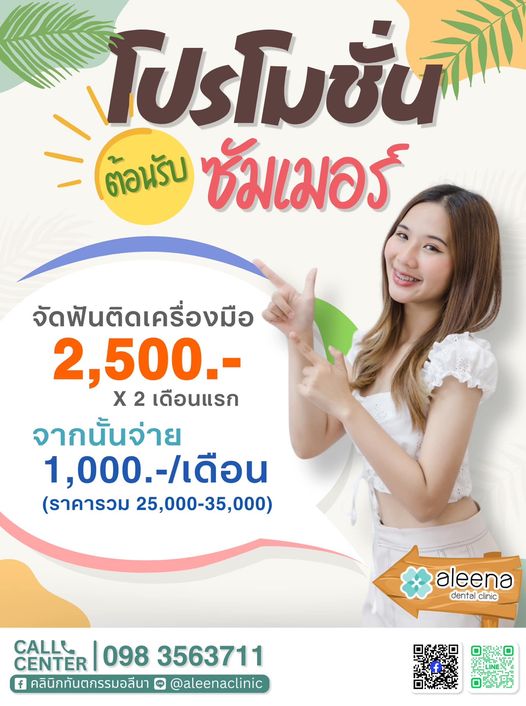 โปรโมชั่น
ต้อนรับ ซัมเมอร์
จัดฟันติดเครื่องมือ
2,500.-
X 2 เดือนแรก
จากนั้นจ่าย
1,000.-/เดือน
(ราคารวม 25,000-35,000)
aleena
dental clinic
CALL
CENTER 098 3563711
คลินิกทันตกรรมอลีนา @aleenaclinic
LINE